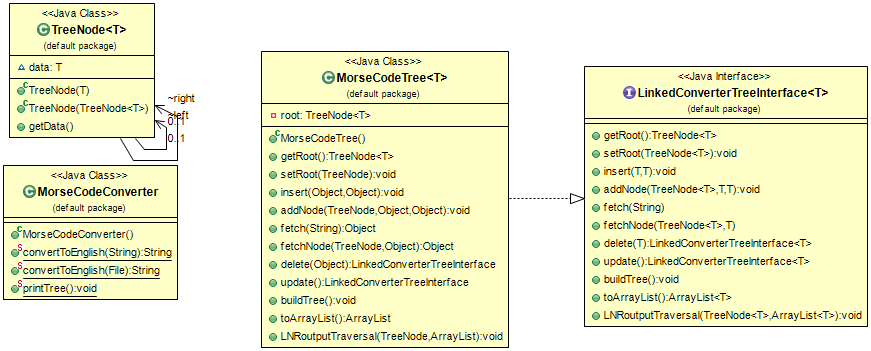 <<Java Class>>
TreeNode<T>
(default package)
data: T
TreeNode(T)
TreeNode(TreeNode<T>)
getData()
~right
~left
0..1
0..1
<<Java Class>>
MorseCodeConverter
(default package)
MorseCodeConverter()
convertToEnglish(String):String
convertToEnglish(File):String
printTree():void
<<Java Class>>
MorseCodeTree<T>
(default package)
root: TreeNode<T>
MorseCodeTree()
getRoot():TreeNode<T>
setRoot(TreeNode):void
insert(Object,Object):void
addNode(TreeNode,Object,Object):void
fetch(String):Object
fetchNode(TreeNode,Object):Object
delete(Object):LinkedConverterTreeInterface
update():LinkedConverterTreeInterface
buildTree():void
toArrayList():ArrayList
LNRoutputTraversal(TreeNode,ArrayList):void
<<Java Interface>>
LinkedConverterTreeInterface<T>
(default package)
getRoot():TreeNode<T>
setRoot(TreeNode<T>):void
insert(T,T):void
addNode(TreeNode<T>,T,T):void
fetch(String)
fetchNode(TreeNode<T>,T)
delete(T):LinkedConverterTreeInterface<T>
update():LinkedConverterTreeInterface<T>
buildTree():void
toArrayList():ArrayList<T>
LNRoutputTraversal(TreeNode<T>,ArrayList<T>):void